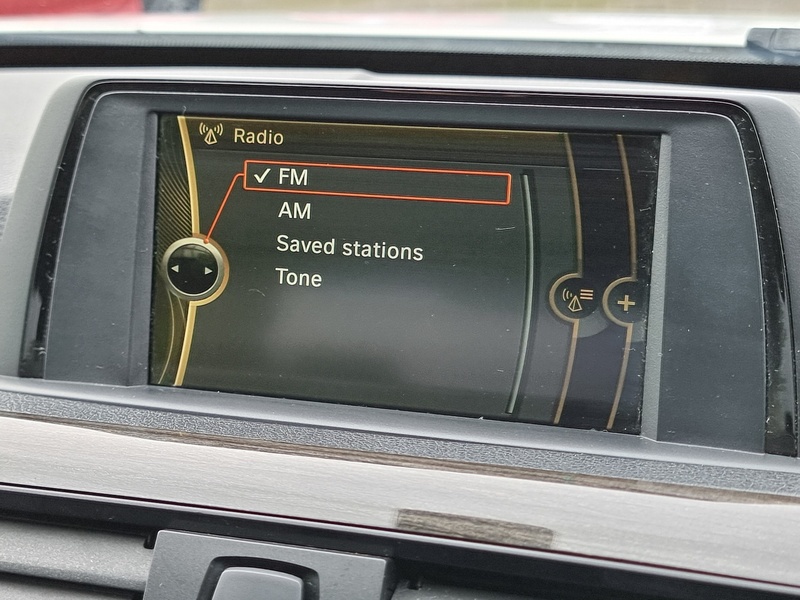 Radio
✓ FM
AM
Saved stations
Tone